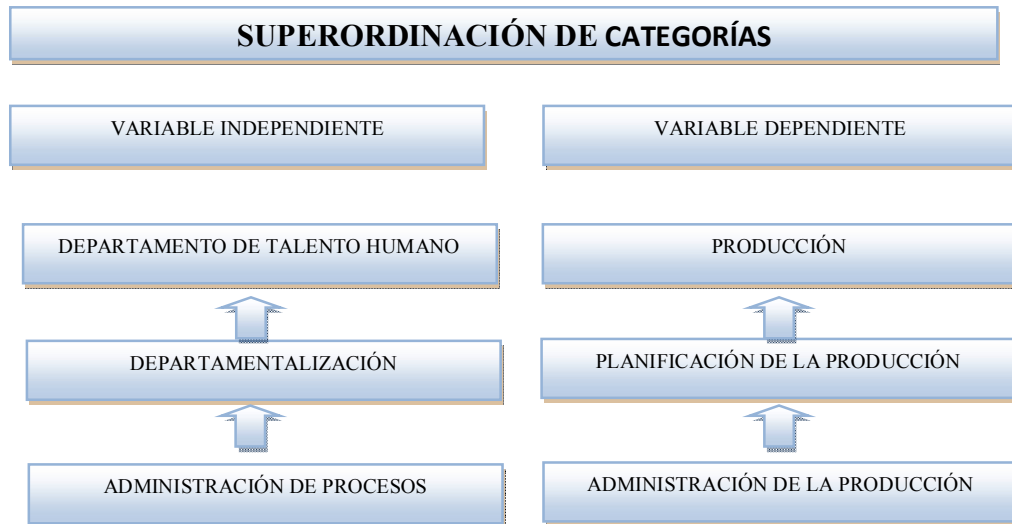 SUPERORDINACIÓN DE CATEGORÍAS
VARIABLE INDEPENDIENTE
VARIABLE DEPENDIENTE
DEPARTAMENTO DE TALENTO HUMANO
PRODUCCIÓN
DEPARTAMENTALIZACIÓN
PLANIFICACIÓN DE LA PRODUCCIÓN
ADMINISTRACIÓN DE PROCESOS
ADMINISTRACIÓN DE LA PRODUCCIÓN